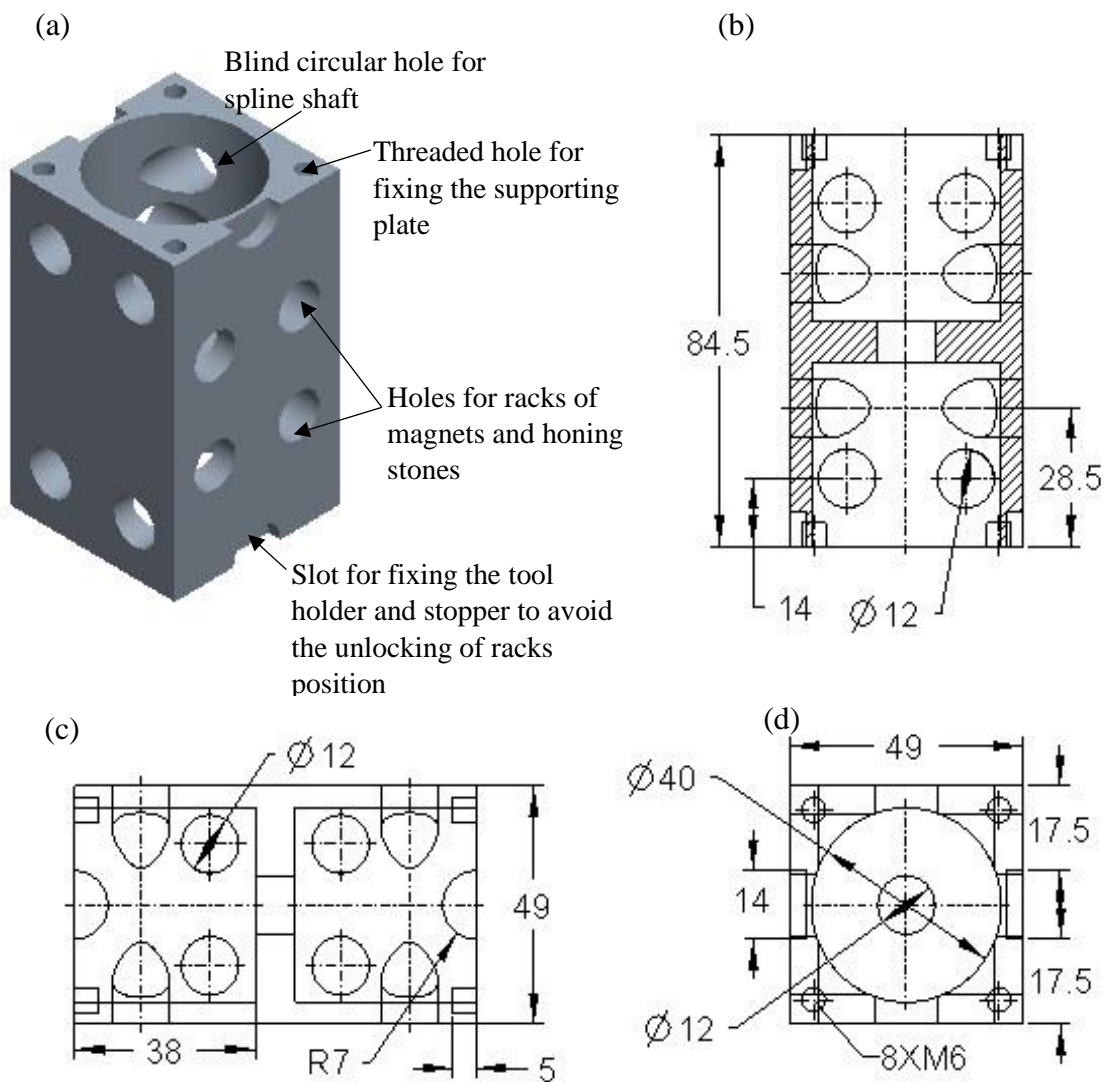 (a)
Blind circular hole for
spline shaft
Threaded hole for
fixing the supporting
plate
Holes for racks of
magnets and honing
stones
Slot for fixing the tool
holder and stopper to avoid
the unlocking of racks
position
(b)
84.5
28.5
14
Ø12
(c)
Ø12
49
38
R7
5
(d)
49
Ø40
17.5
14
17.5
Ø12
8XM6